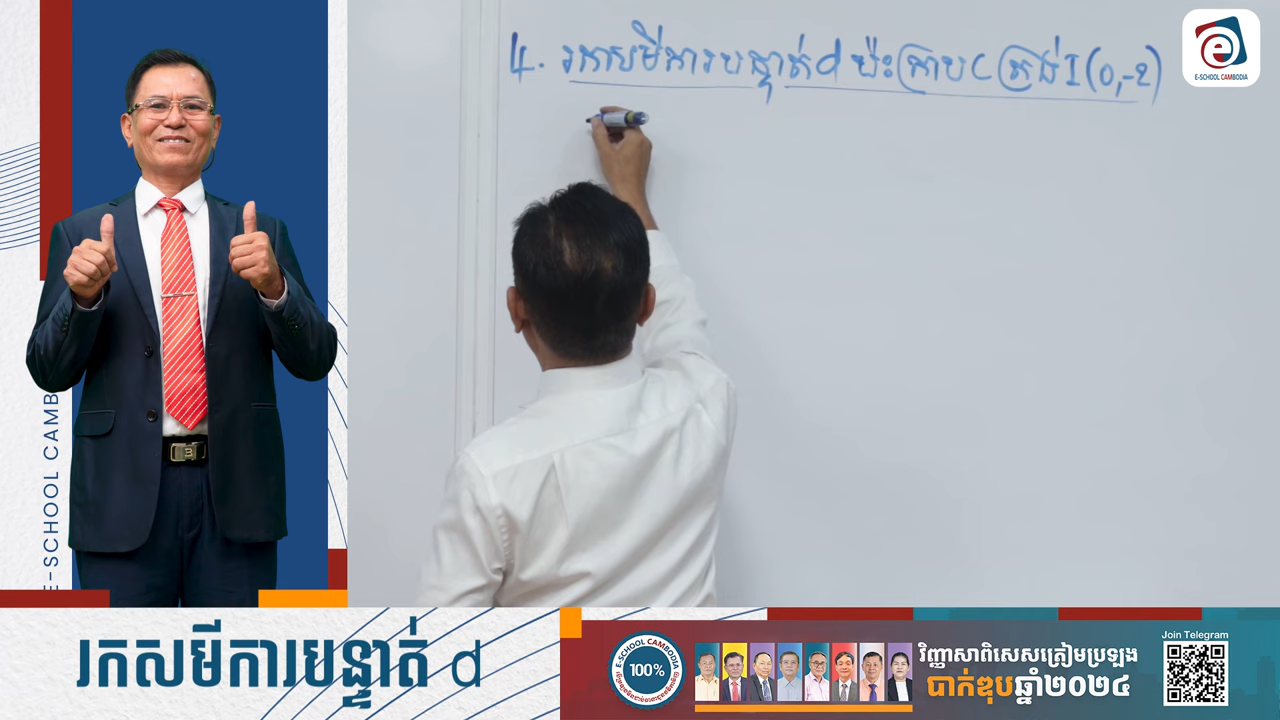 4. រកសមីការបន្ទាត់ d ប៉ះក្រាប C ត្រង់ I(0,-2)
E-SCHOOL CAMBODIA
E-SCHOOL CAMB
រកសមីការបន្ទាត់ d
E-SCHOOL CAMBODIA
100%
វិញ្ញាសាពិសេសត្រៀមប្រឡង
បាក់ឌុបឆ្នាំ២០២៤
Join Telegram